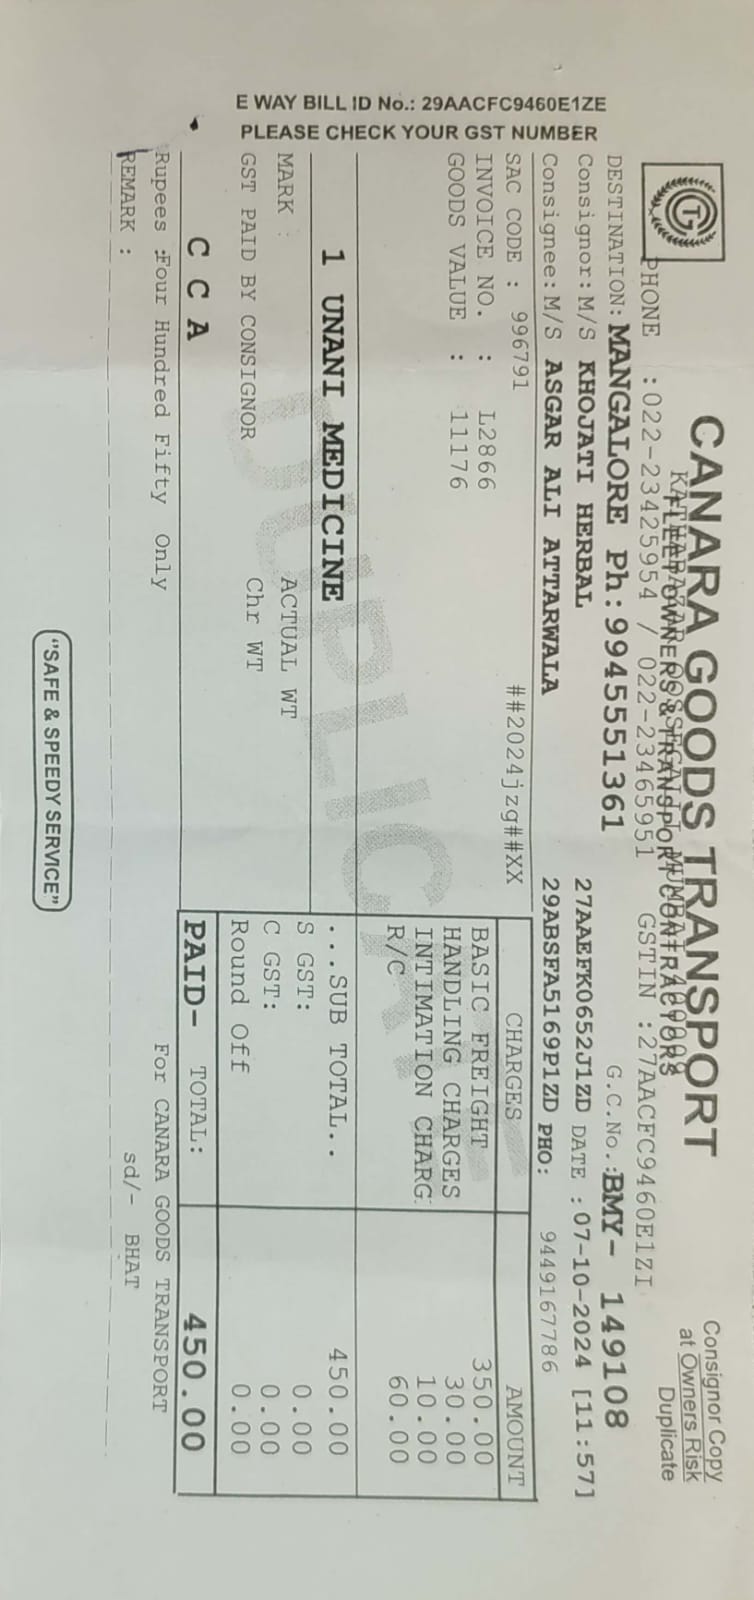 CANARA GOODS TRANSPORT
FLEET OWNERS & TRANSPORT CONTRACTORS
MUMBAI
PHONE :022-23425954 / 022-23465951 GSTIN :27AACFC9460E1ZI
Consignor Copy
at Owners Risk
Duplicate
DESTINATION: MANGALORE Ph:9945551361 G.C.No.:BMY- 149108
Consignor: M/S KHOJATI HERBAL 27AAEFK0652J1ZD DATE : 07-10-2024 [11:57]
Consignee: M/S ASGAR ALI ATTARWALA 29ABSFA5169P1ZD PHO: 9449167786
SAC CODE : 996791 ##2024jzg##XX
INVOICE NO. : L2866
GOODS VALUE : 11176
CHARGES AMOUNT
BASIC FREIGHT 350.00
HANDLING CHARGES 30.00
INTIMATION CHARG. 10.00
R/C 60.00
1 UNANI MEDICINE
...SUB TOTAL.. 450.00
MARK : ACTUAL WT
S GST: 0.00
GST PAID BY CONSIGNOR Chr WT
C GST: 0.00
Round Off 0.00
C C A
PAID- TOTAL: 450.00
Rupees :Four Hundred Fifty Only
For CANARA GOODS TRANSPORT
REMARK :
sd/- BHAT
"SAFE & SPEEDY SERVICE"
E WAY BILL ID No.: 29AACFC9460E1ZE
PLEASE CHECK YOUR GST NUMBER
DUPLICATE